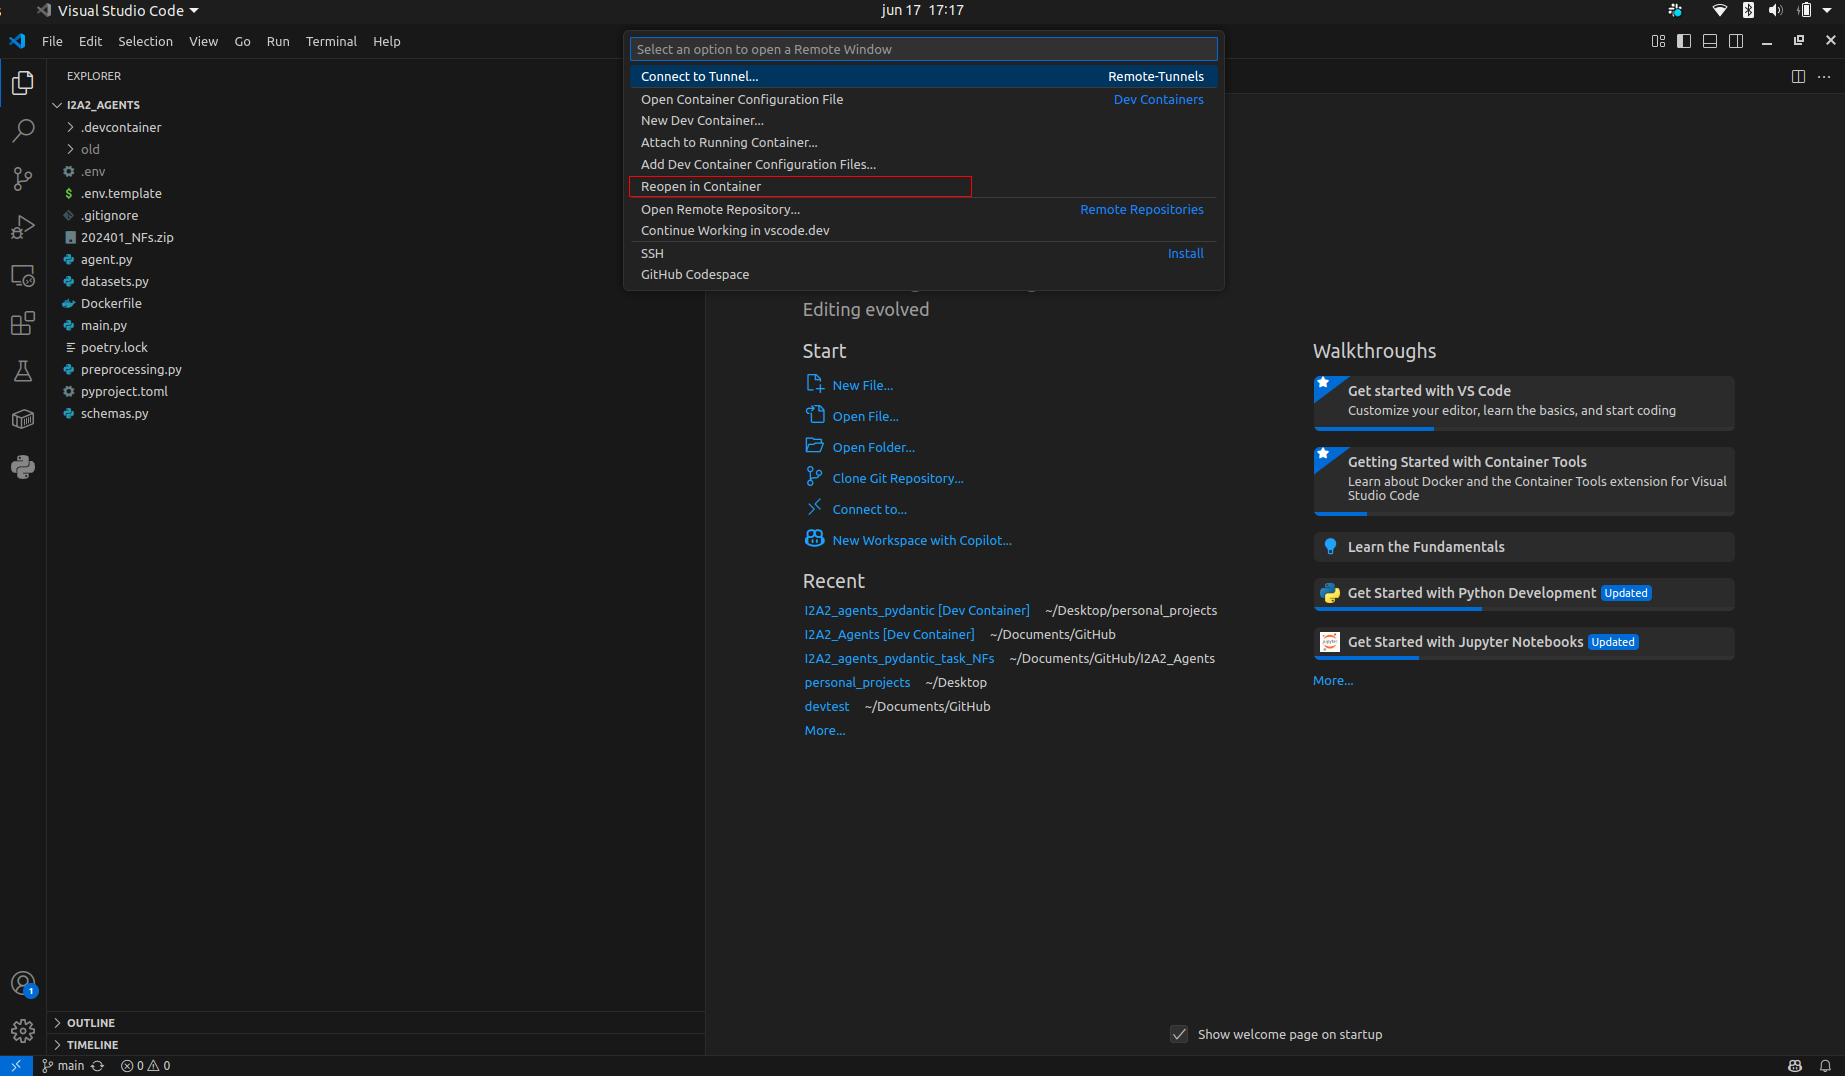 Visual Studio Code
jun 17 17:17
File Edit Selection View Go Run Terminal Help
Select an option to open a Remote Window
Connect to Tunnel... Remote-Tunnels
Open Container Configuration File Dev Containers
New Dev Container...
Attach to Running Container...
Add Dev Container Configuration Files...
Reopen in Container
Open Remote Repository... Remote Repositories
Continue Working in vscode.dev
SSH Install
GitHub Codespace
EXPLORER
I2A2_AGENTS
.devcontainer
old
.env
.env.template
.gitignore
202401_NFs.zip
agent.py
datasets.py
Dockerfile
main.py
poetry.lock
preprocessing.py
pyproject.toml
schemas.py
OUTLINE
TIMELINE
Editing evolved
Start
New File...
Open File...
Open Folder...
Clone Git Repository...
Connect to...
New Workspace with Copilot...
Recent
I2A2_agents_pydantic [Dev Container] ~/Desktop/personal_projects
I2A2_Agents [Dev Container] ~/Documents/GitHub
I2A2_agents_pydantic_task_NFs ~/Documents/GitHub/I2A2_Agents
personal_projects ~/Desktop
devtest ~/Documents/GitHub
More...
Walkthroughs
Get started with VS Code
Customize your editor, learn the basics, and start coding
Getting Started with Container Tools
Learn about Docker and the Container Tools extension for Visual
Studio Code
Learn the Fundamentals
Get Started with Python Development Updated
Get Started with Jupyter Notebooks Updated
More...
Show welcome page on startup
1
main 0 0